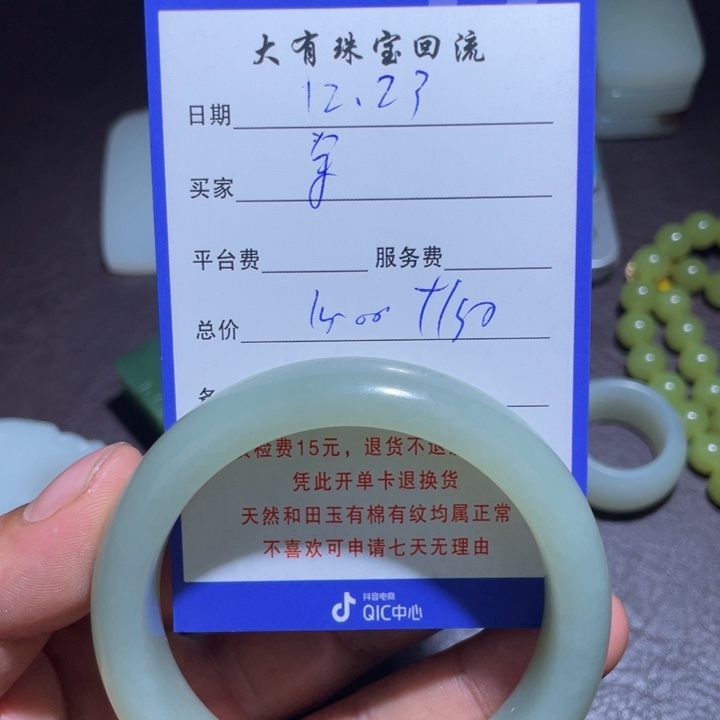 大有珠宝回流
日期 12.23
买家
平台费 服务费
总价 1400 +150
检费15元，退货不退
凭此开单卡退换货
天然和田玉有棉有纹均属正常
不喜欢可申请七天无理由
抖音电商
QIC中心